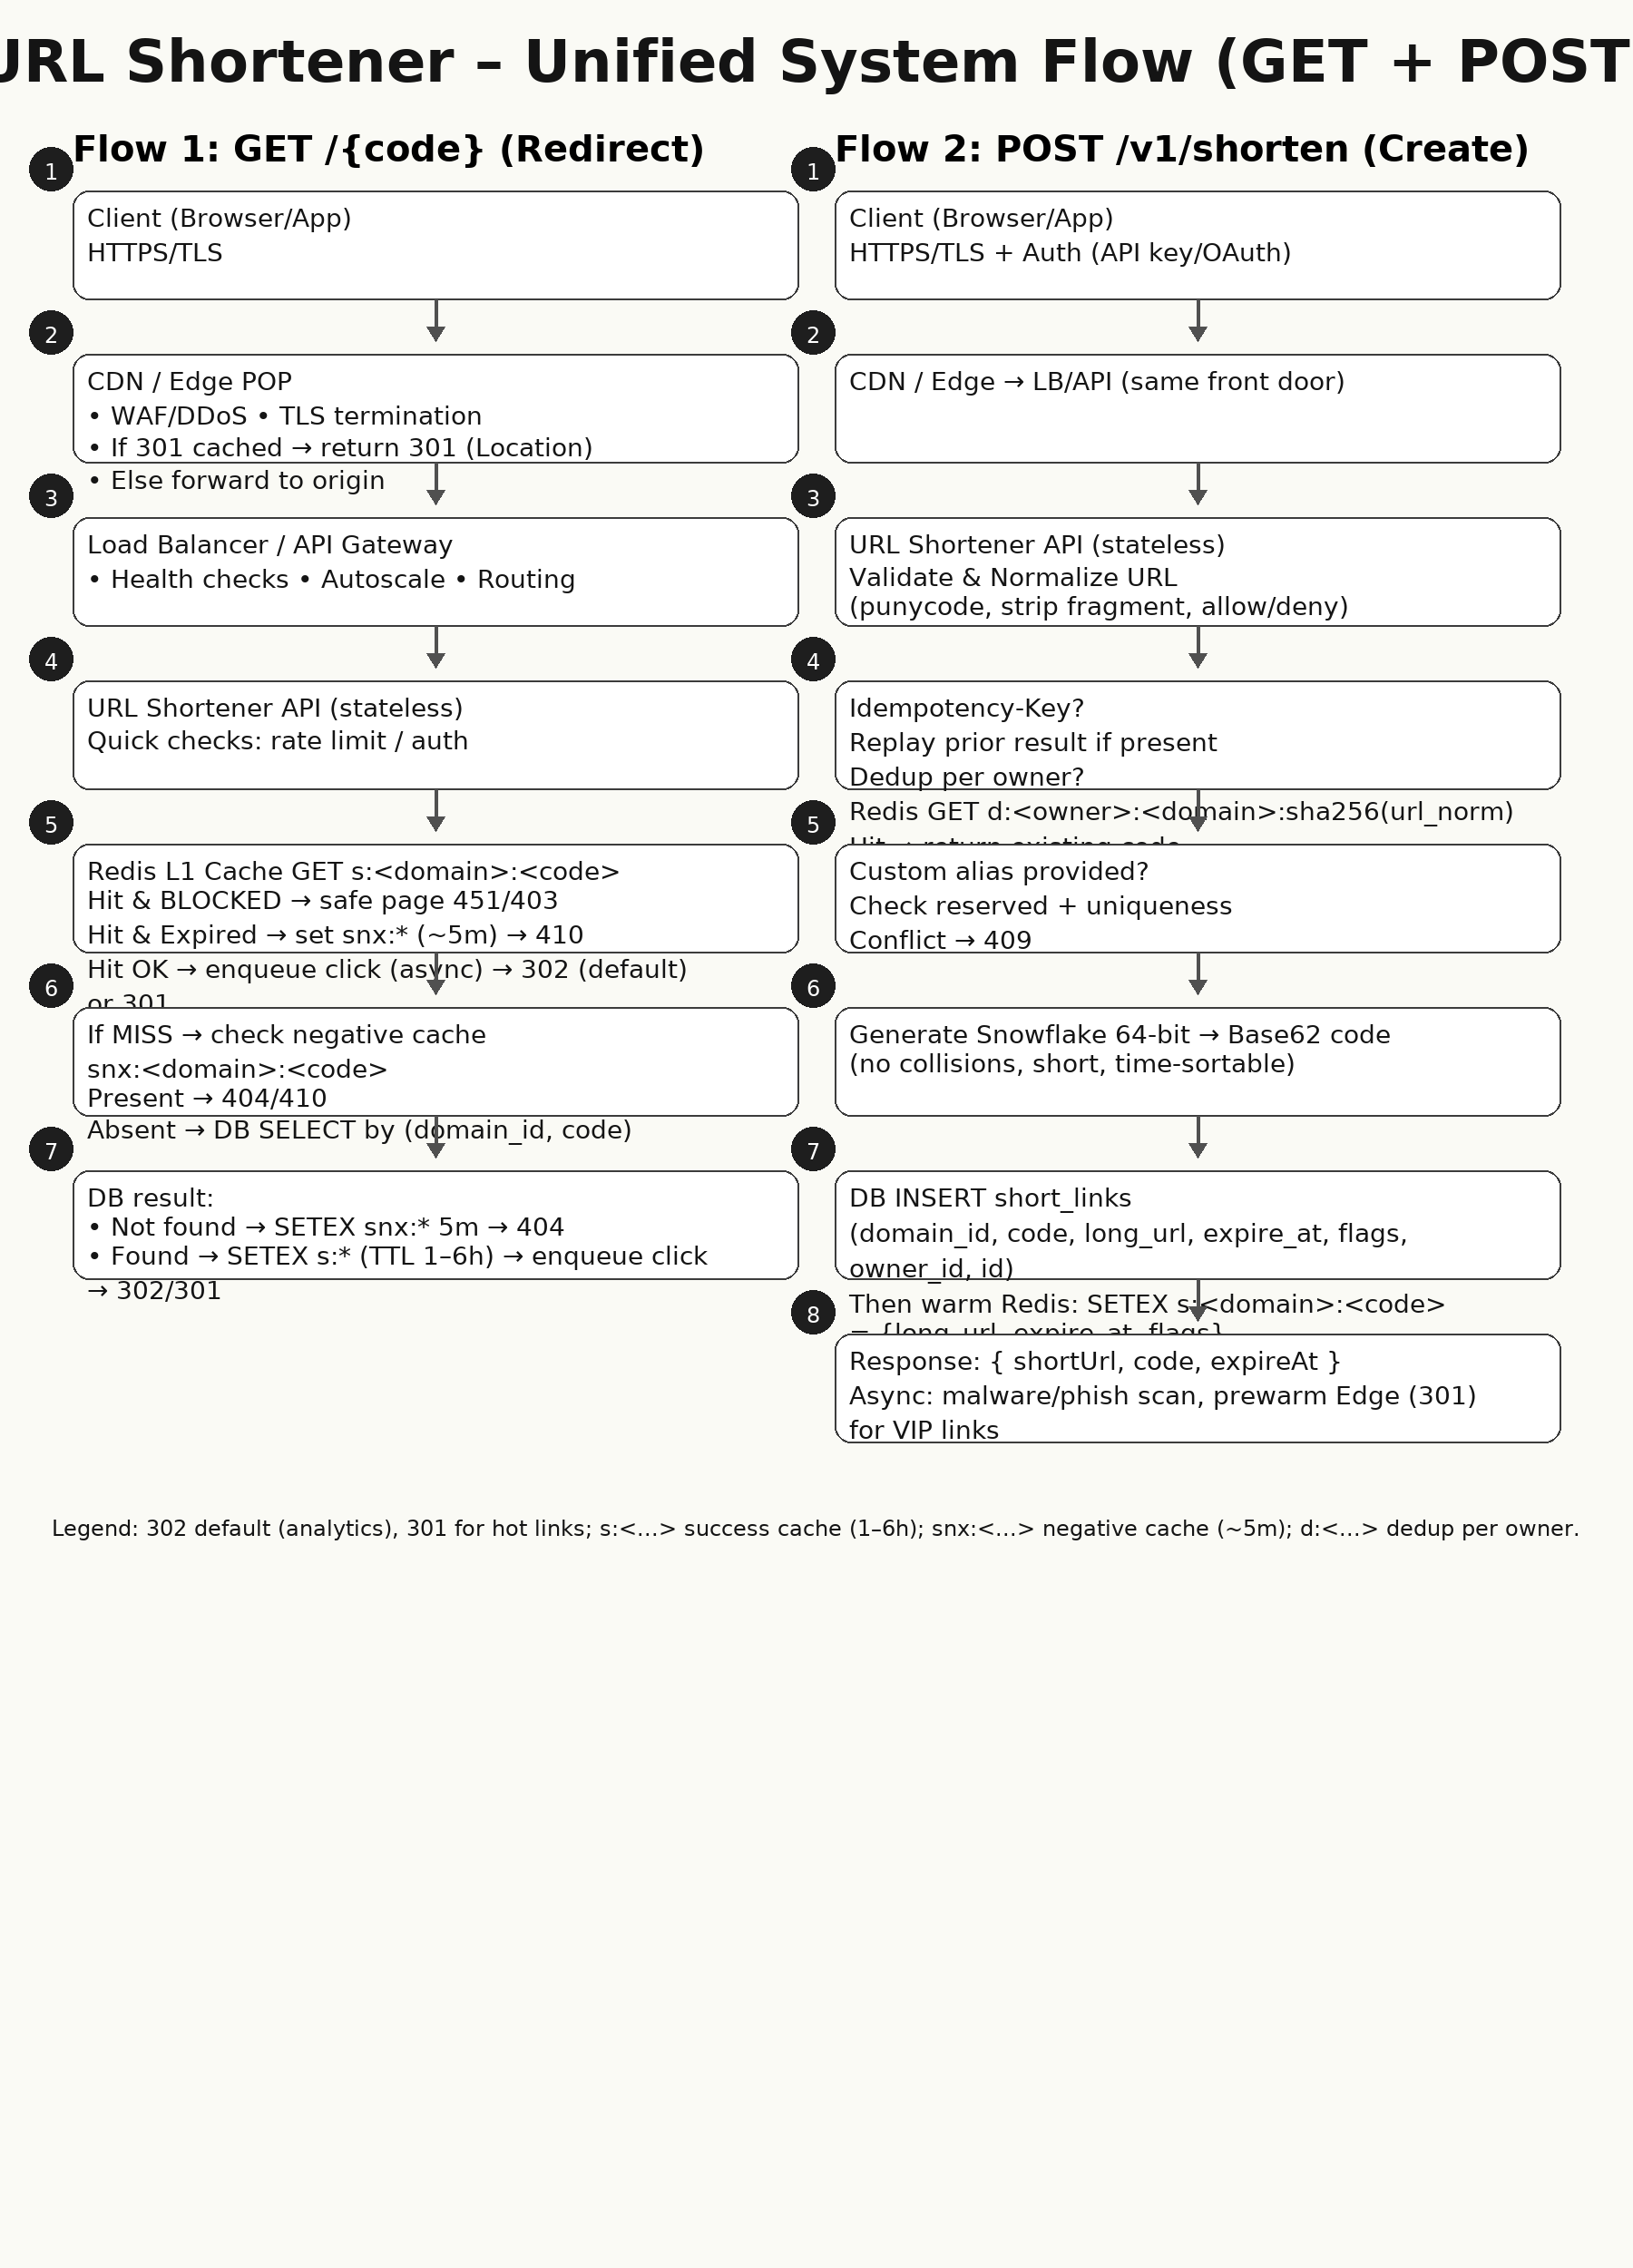 URL Shortener – Unified System Flow (GET + POST
Flow 1: GET /{code} (Redirect)
1
Client (Browser/App)
HTTPS/TLS
2
CDN / Edge POP
• WAF/DDoS • TLS termination
• If 301 cached → return 301 (Location)
• Else forward to origin
3
Load Balancer / API Gateway
• Health checks • Autoscale • Routing
4
URL Shortener API (stateless)
Quick checks: rate limit / auth
5
Redis L1 Cache GET s:<domain>:<code>
Hit & BLOCKED → safe page 451/403
Hit & Expired → set snx:* (~5m) → 410
Hit OK → enqueue click (async) → 302 (default)
or 301
6
If MISS → check negative cache
snx:<domain>:<code>
Present → 404/410
Absent → DB SELECT by (domain_id, code)
7
DB result:
• Not found → SETEX snx:* 5m → 404
• Found → SETEX s:* (TTL 1–6h) → enqueue click
→ 302/301
Flow 2: POST /v1/shorten (Create)
1
Client (Browser/App)
HTTPS/TLS + Auth (API key/OAuth)
2
CDN / Edge → LB/API (same front door)
3
URL Shortener API (stateless)
Validate & Normalize URL
(punycode, strip fragment, allow/deny)
4
Idempotency-Key?
Replay prior result if present
Dedup per owner?
Redis GET d:<owner>:<domain>:sha256(url_norm)
Hit → return existing code
5
Custom alias provided?
Check reserved + uniqueness
Conflict → 409
6
Generate Snowflake 64-bit → Base62 code
(no collisions, short, time-sortable)
7
DB INSERT short_links
(domain_id, code, long_url, expire_at, flags,
owner_id, id)
Then warm Redis: SETEX s:<domain>:<code>
= {long_url, expire_at, flags}
8
Response: { shortUrl, code, expireAt }
Async: malware/phish scan, prewarm Edge (301)
for VIP links
Legend: 302 default (analytics), 301 for hot links; s:<...> success cache (1–6h); snx:<...> negative cache (~5m); d:<...> dedup per owner.